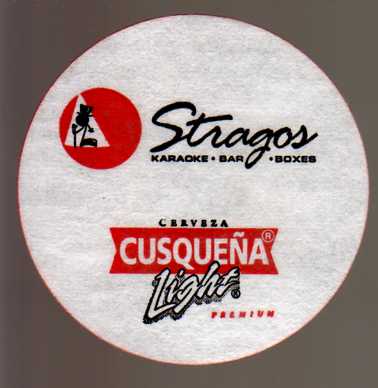 Stragos
KARAOKE • BAR • BOXES
CERVEZA
CUSQUEÑA®
Light®
PREMIUM